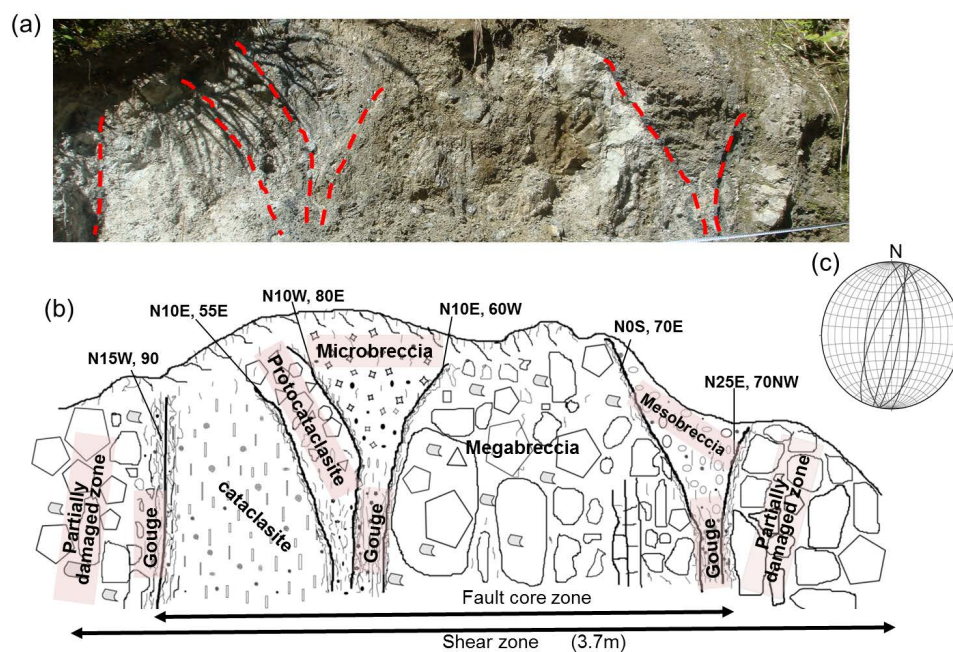 (a)
(b)
(c)
N
N15W, 90
N10E, 55E
N10W, 80E
N10E, 60W
N0S, 70E
N25E, 70NW
Microbreccia
Protocataclasite
Mesobreccia
Megabreccia
cataclasite
Partially
damaged zone
Gouge
Gouge
Gouge
Partially
damaged zone
Fault core zone
Shear zone (3.7m)